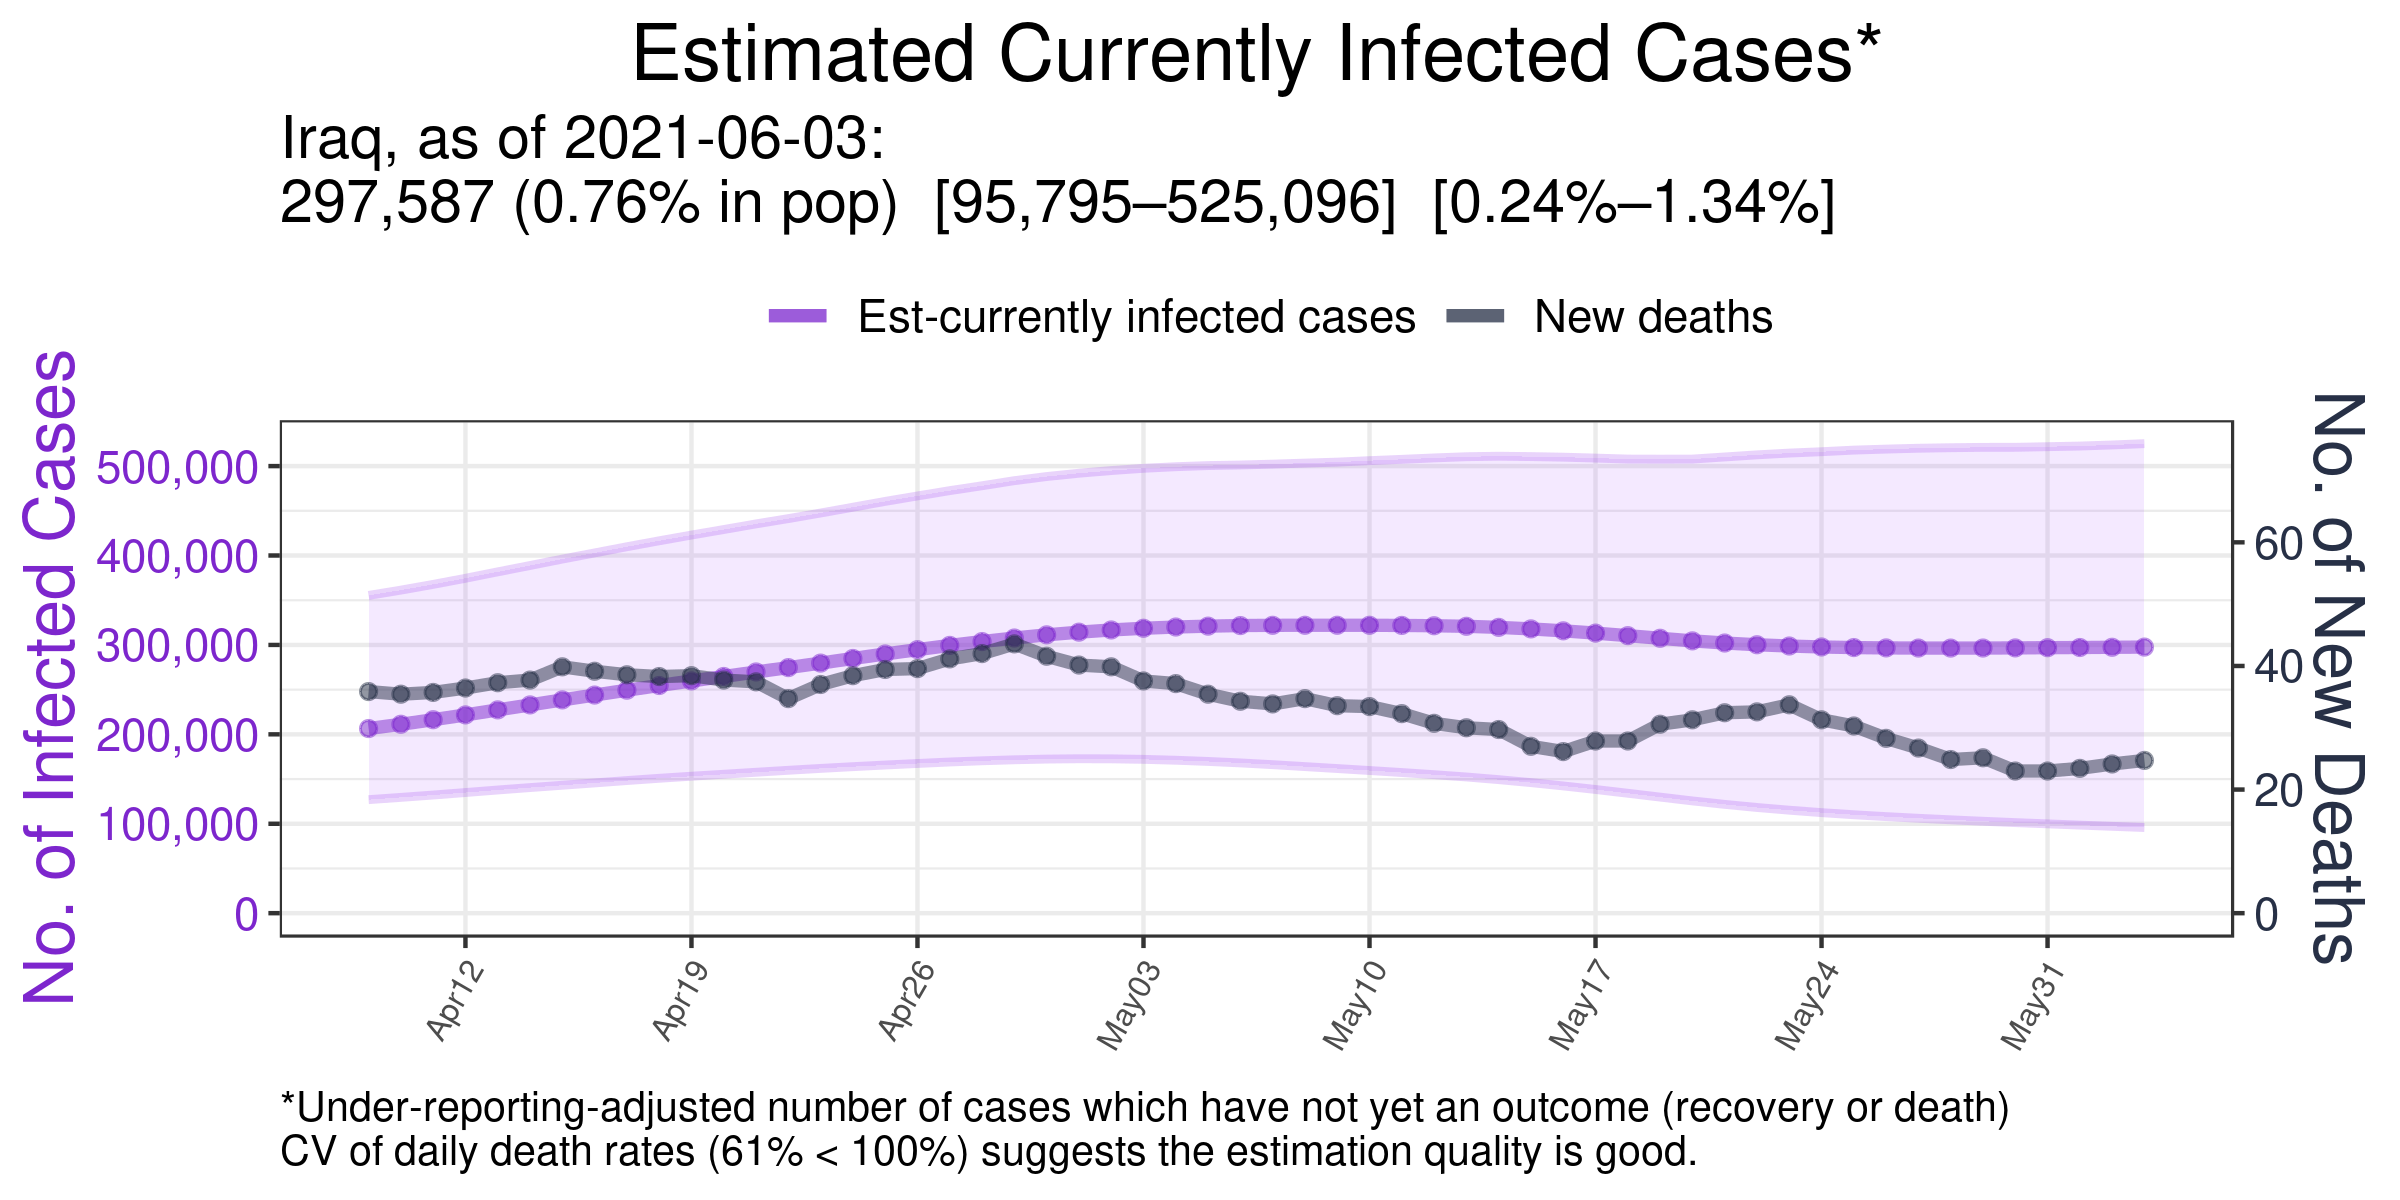 Estimated Currently Infected Cases*
Iraq, as of 2021-06-03:
297,587 (0.76% in pop)  [95,795–525,096]  [0.24%–1.34%]
Est-currently infected cases
New deaths
No. of Infected Cases
500,000
400,000
300,000
200,000
100,000
0
No. of New Deaths
60
40
20
0
Apr12
Apr19
Apr26
May03
May10
May17
May24
May31
*Under-reporting-adjusted number of cases which have not yet an outcome (recovery or death)
CV of daily death rates (61% < 100%) suggests the estimation quality is good.